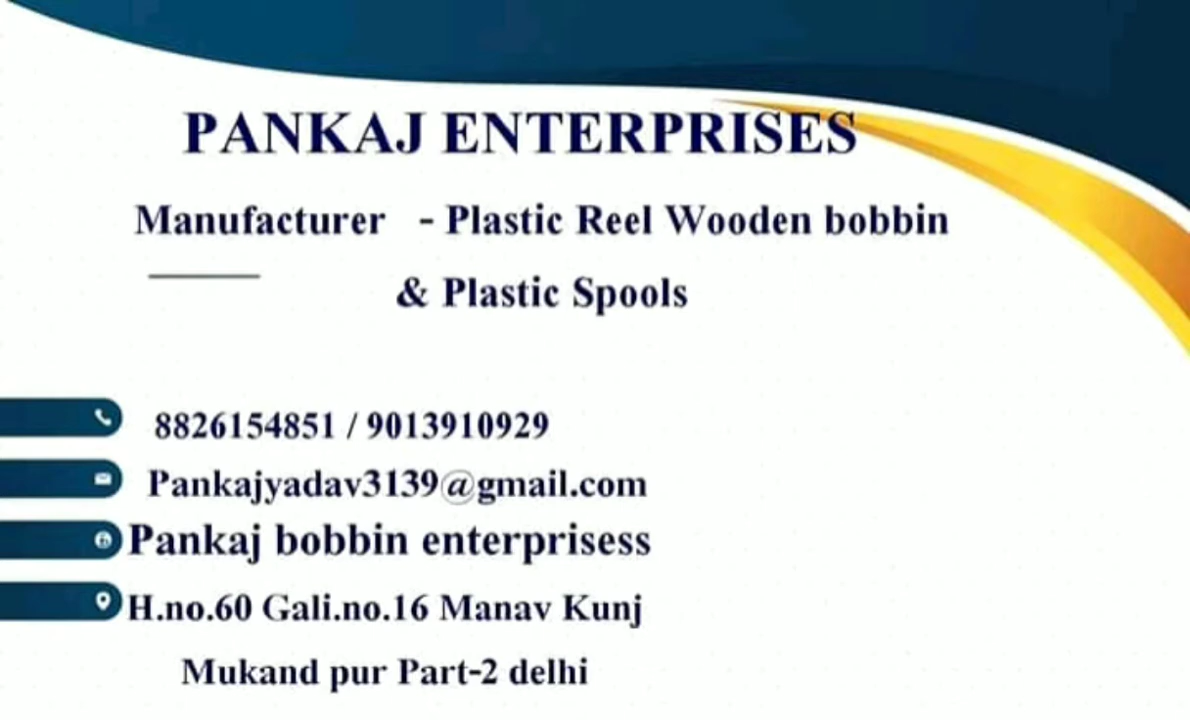 PANKAJ ENTERPRISES
Manufacturer - Plastic Reel Wooden bobbin
& Plastic Spools
8826154851 / 9013910929
Pankajyadav3139@gmail.com
Pankaj bobbin enterprisess
H.no.60 Gali.no.16 Manav Kunj
Mukand pur Part-2 delhi